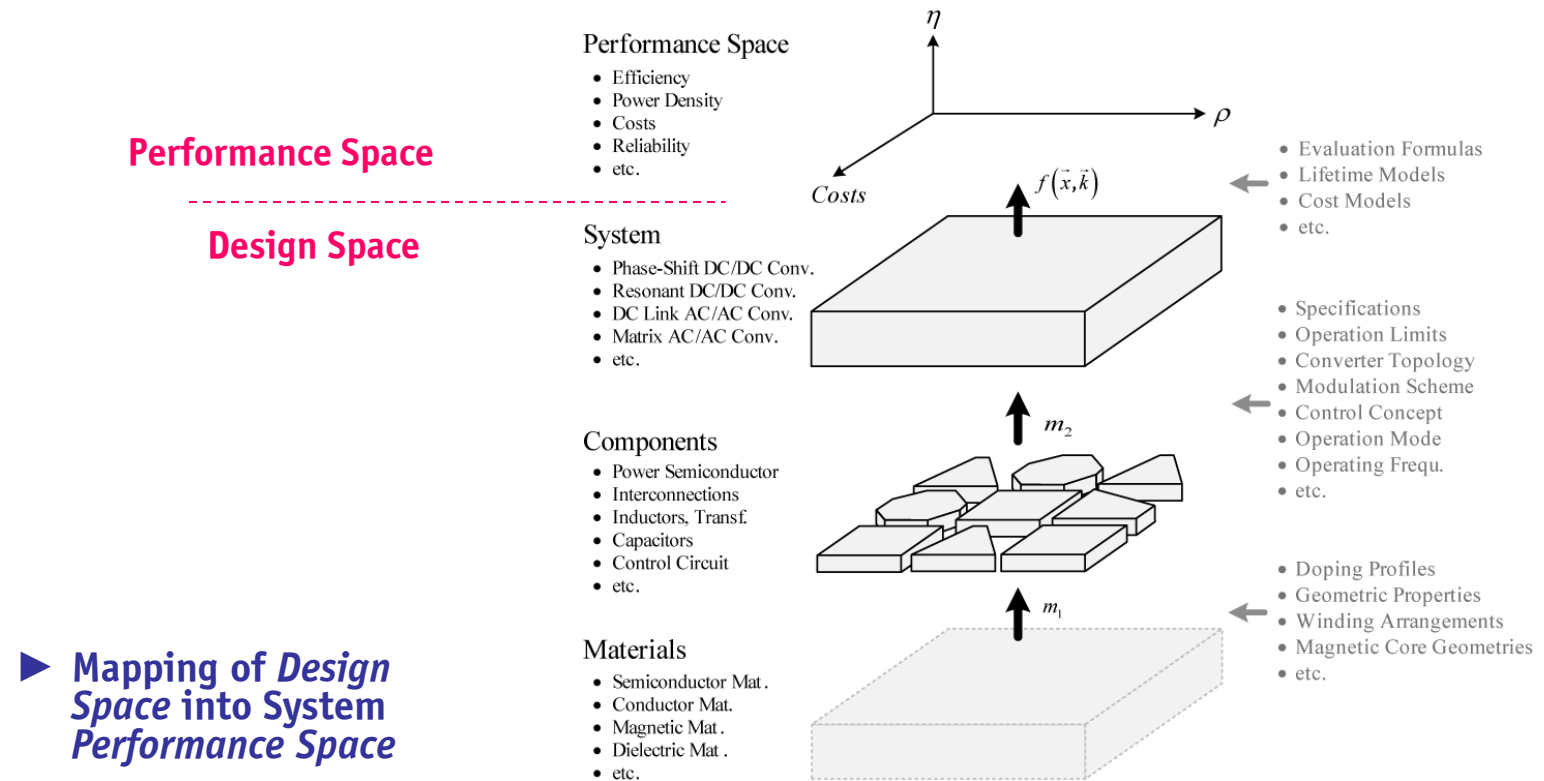 Performance Space
Design Space
► Mapping of Design
Space into System
Performance Space
Performance Space
• Efficiency
• Power Density
• Costs
• Reliability
• etc.
System
• Phase-Shift DC/DC Conv.
• Resonant DC/DC Conv.
• DC Link AC/AC Conv.
• Matrix AC/AC Conv.
• etc.
Components
• Power Semiconductor
• Interconnections
• Inductors, Transf.
• Capacitors
• Control Circuit
• etc.
Materials
• Semiconductor Mat.
• Conductor Mat.
• Magnetic Mat.
• Dielectric Mat.
• etc.
η
ρ
Costs
f(x⃗,k⃗)
m₂
m₁
• Evaluation Formulas
• Lifetime Models
• Cost Models
• etc.
• Specifications
• Operation Limits
• Converter Topology
• Modulation Scheme
• Control Concept
• Operation Mode
• Operating Frequ.
• etc.
• Doping Profiles
• Geometric Properties
• Winding Arrangements
• Magnetic Core Geometries
• etc.